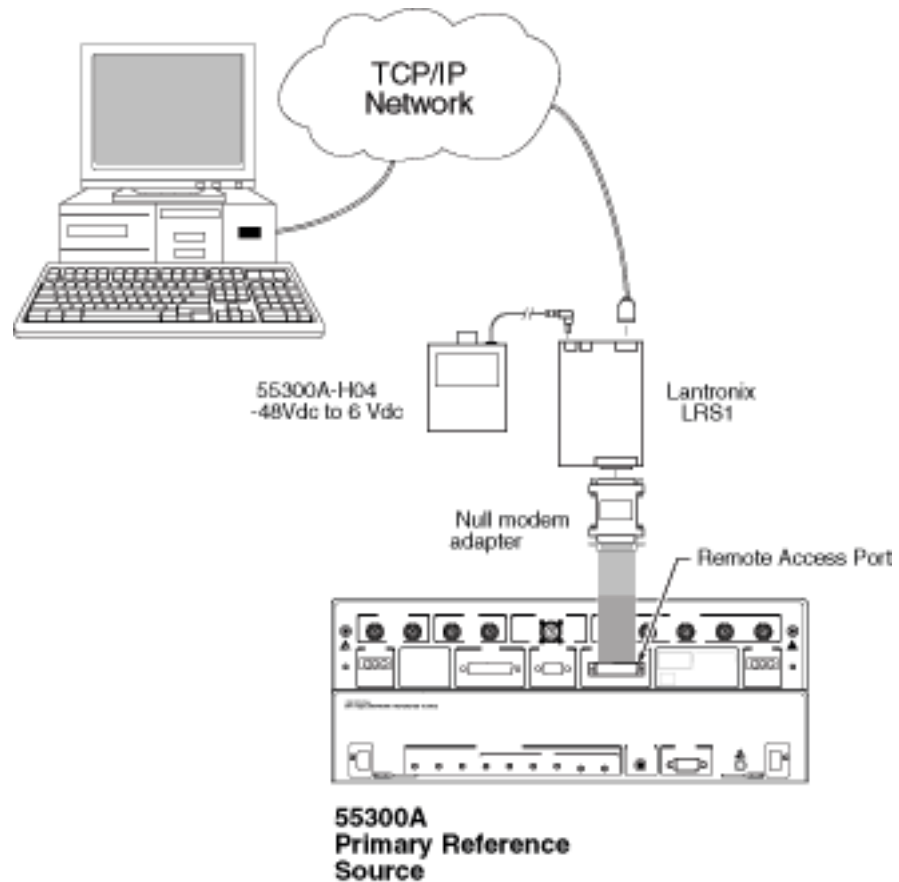 TCP/IP
Network
55300A-H04
-48Vdc to 6 Vdc
Lantronix
LRS1
Null modem
adapter
Remote Access Port
55300A
Primary Reference
Source